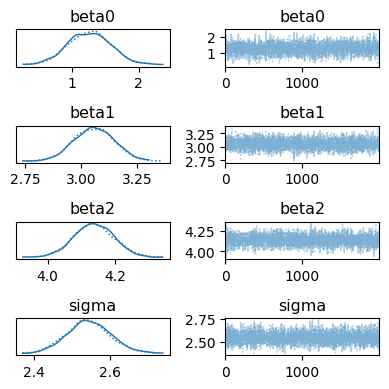 beta0 beta0
2
1
1 2 0 1000
beta1 beta1
3.25
3.00
2.75
2.75 3.00 3.25 0 1000
beta2 beta2
4.25
4.00
4.0 4.2 0 1000
sigma sigma
2.75
2.50
2.4 2.6 0 1000